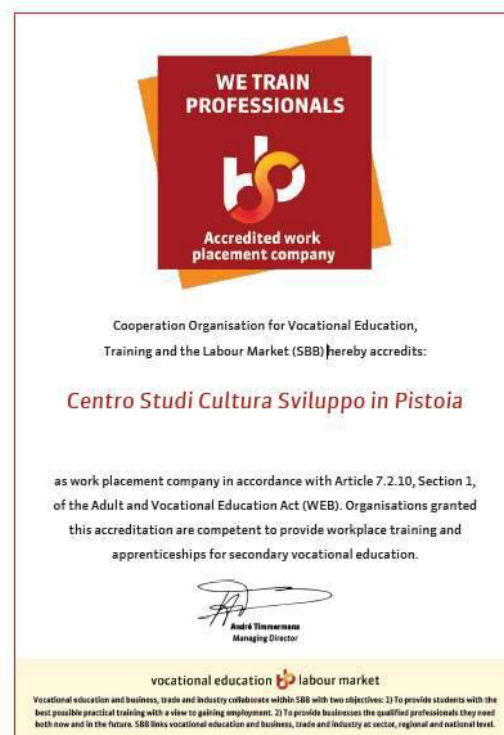 WE TRAIN
PROFESSIONALS
sbb
Accredited work
placement company
Cooperation Organisation for Vocational Education,
Training and the Labour Market (SBB) hereby accredits:
Centro Studi Cultura Sviluppo in Pistoia
as work placement company in accordance with Article 7.2.10, Section 1,
of the Adult and Vocational Education Act (WEB). Organisations granted
this accreditation are competent to provide workplace training and
apprenticeships for secondary vocational education.
André Timmermans
Managing Director
vocational education sbb labour market
Vocational education and business, trade and industry collaborate within SBB with two objectives: 1) To provide students with the
best possible practical training with a view to gaining employment. 2) To provide businesses the qualified professionals they need
both now and in the future. SBB links vocational education and business, trade and industry at sector, regional and national level.